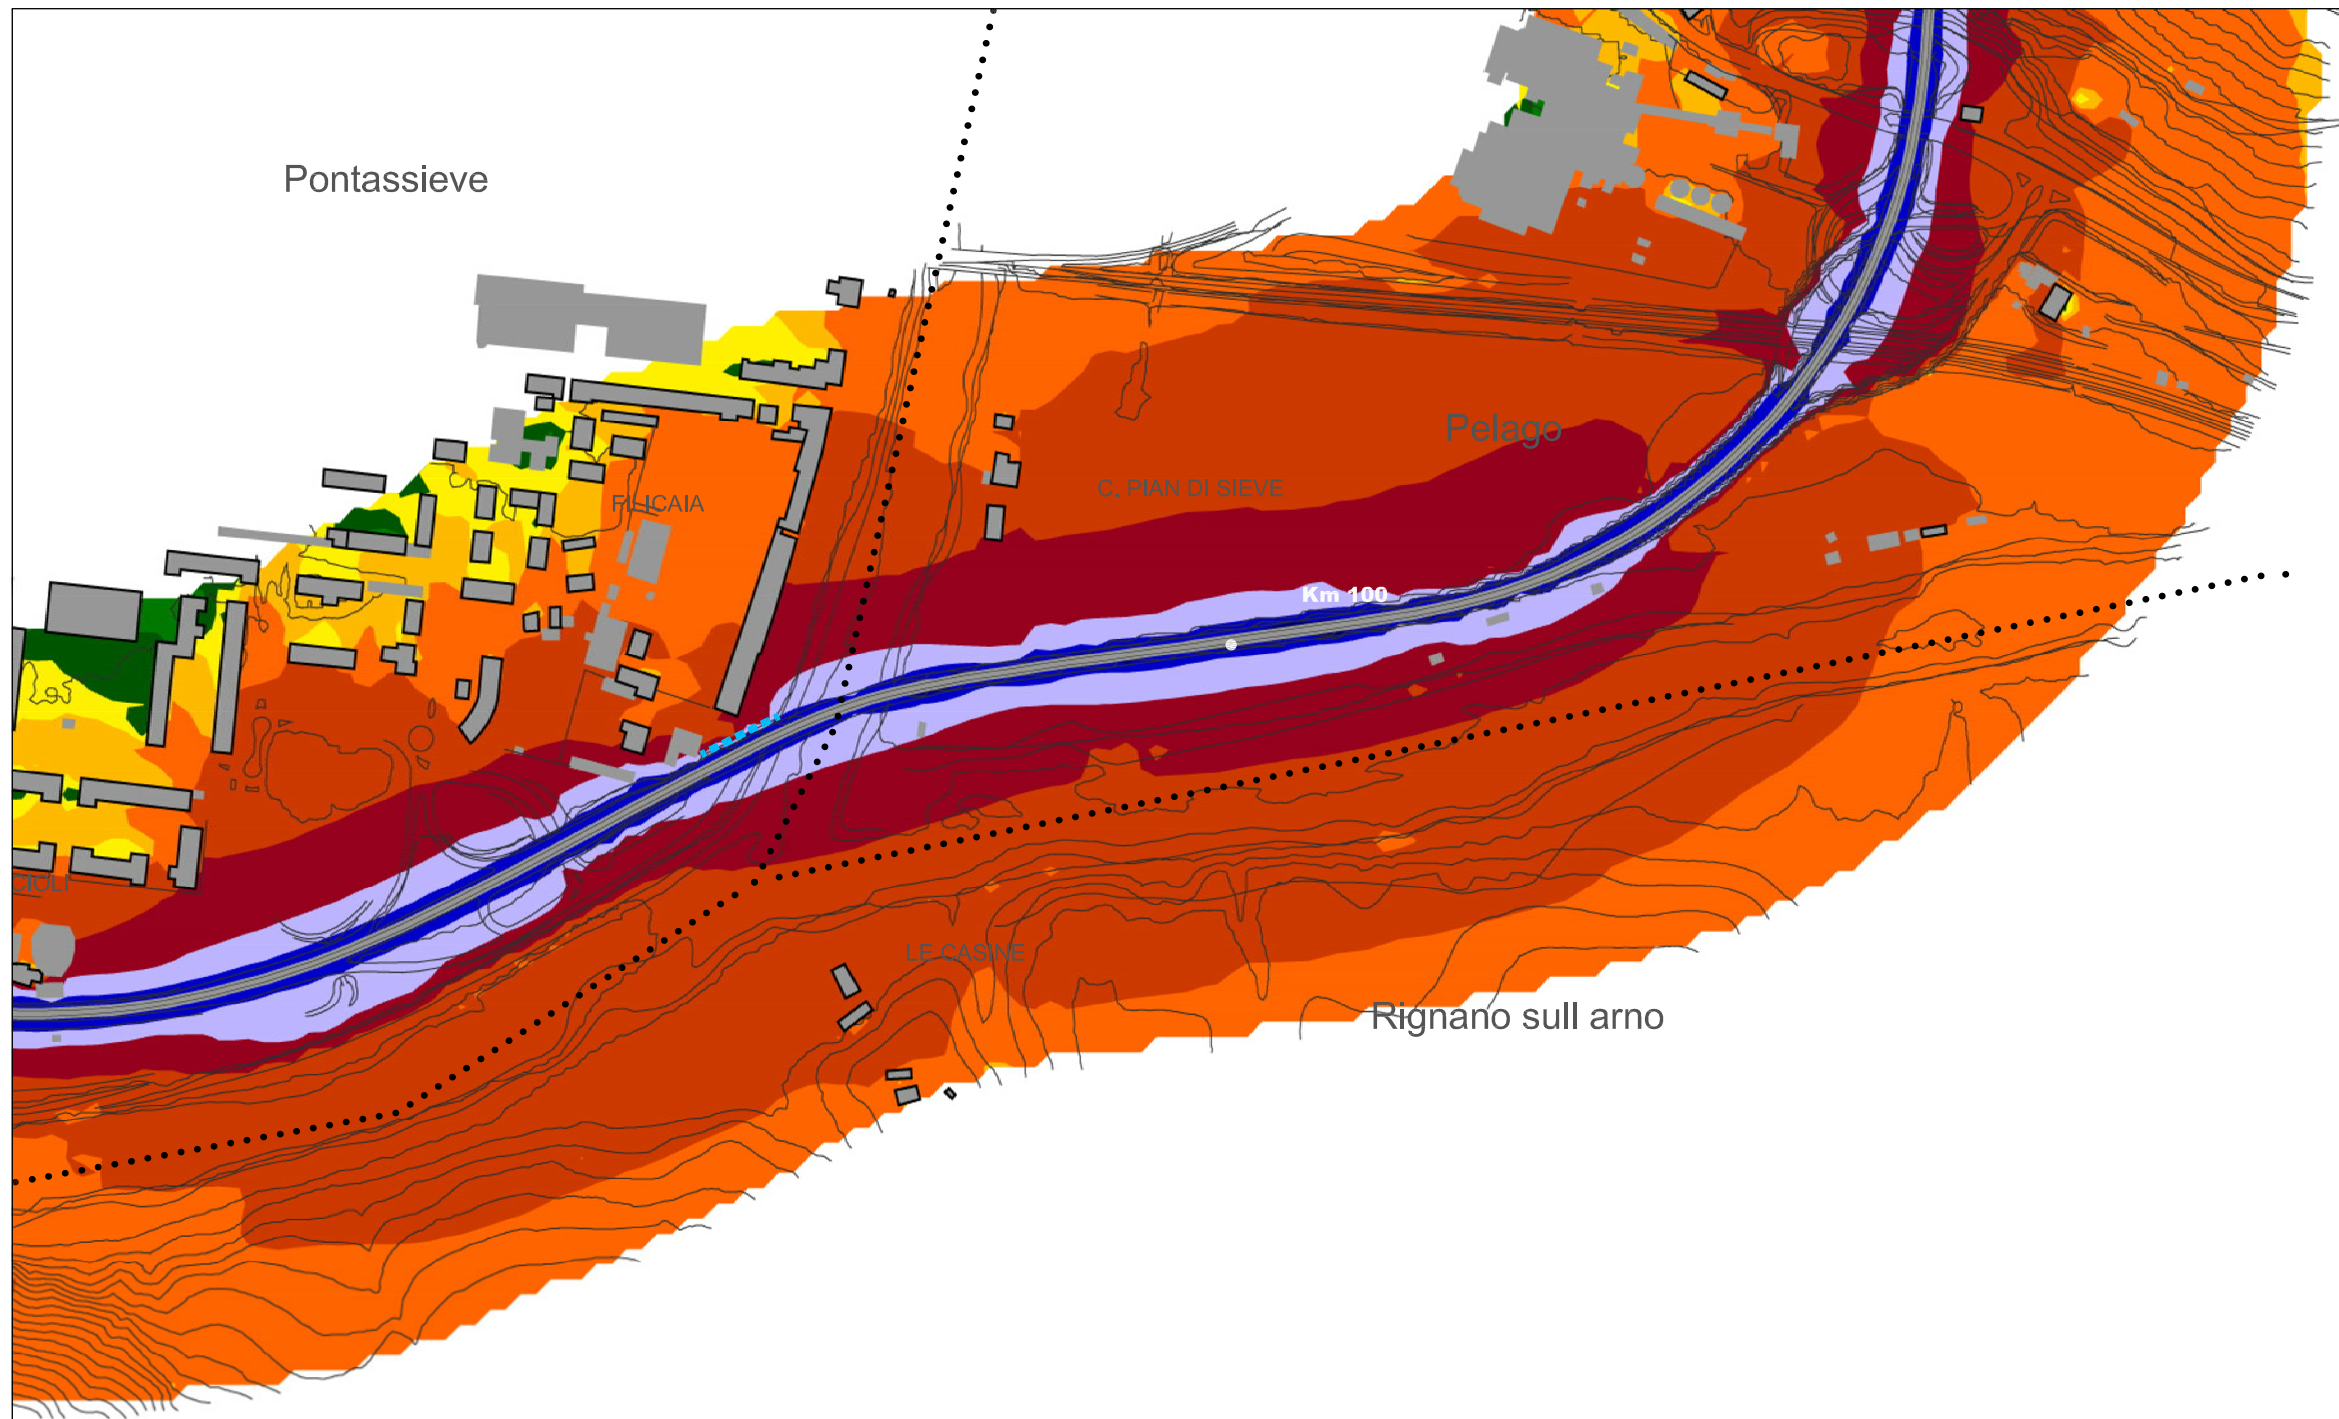 Pontassieve
Pelago
C. PIAN DI SIEVE
FILICAIA
Km 100
CIOLI
LE CASINE
Rignano sull arno